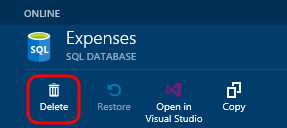 ONLINE
Expenses
SQL
SQL DATABASE
Delete
Restore
Open in
Visual Studio
Copy